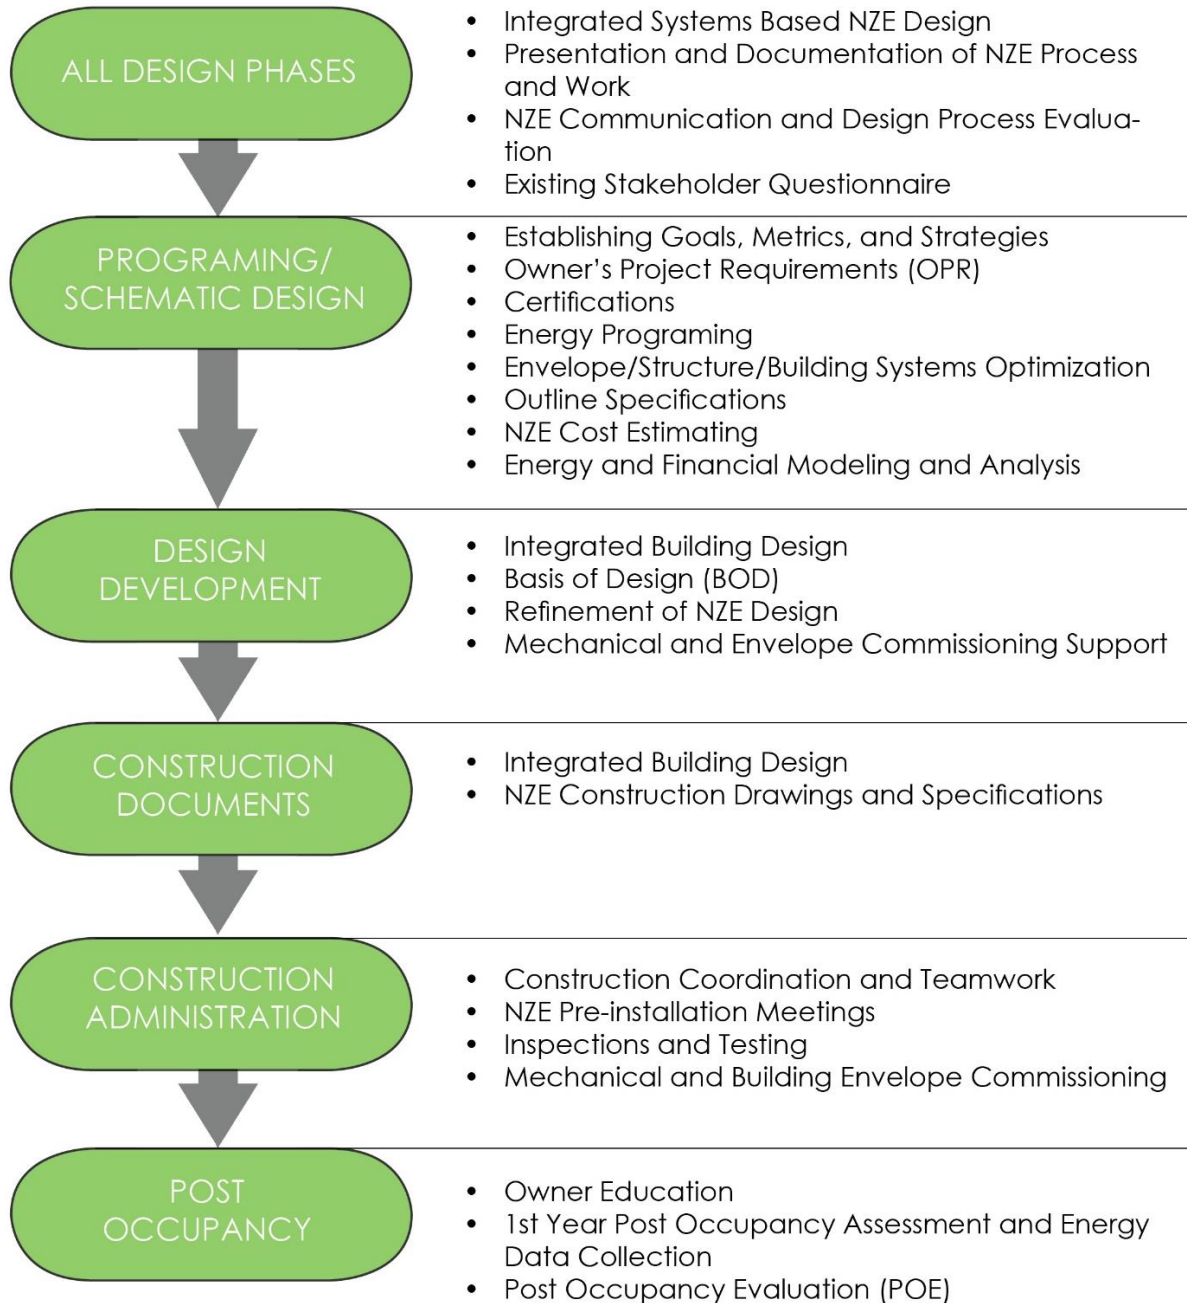 ALL DESIGN PHASES
• Integrated Systems Based NZE Design
• Presentation and Documentation of NZE Process
and Work
• NZE Communication and Design Process Evalua-
tion
• Existing Stakeholder Questionnaire
PROGRAMING/
SCHEMATIC DESIGN
• Establishing Goals, Metrics, and Strategies
• Owner’s Project Requirements (OPR)
• Certifications
• Energy Programing
• Envelope/Structure/Building Systems Optimization
• Outline Specifications
• NZE Cost Estimating
• Energy and Financial Modeling and Analysis
DESIGN
DEVELOPMENT
• Integrated Building Design
• Basis of Design (BOD)
• Refinement of NZE Design
• Mechanical and Envelope Commissioning Support
CONSTRUCTION
DOCUMENTS
• Integrated Building Design
• NZE Construction Drawings and Specifications
CONSTRUCTION
ADMINISTRATION
• Construction Coordination and Teamwork
• NZE Pre-installation Meetings
• Inspections and Testing
• Mechanical and Building Envelope Commissioning
POST
OCCUPANCY
• Owner Education
• 1st Year Post Occupancy Assessment and Energy
Data Collection
• Post Occupancy Evaluation (POE)